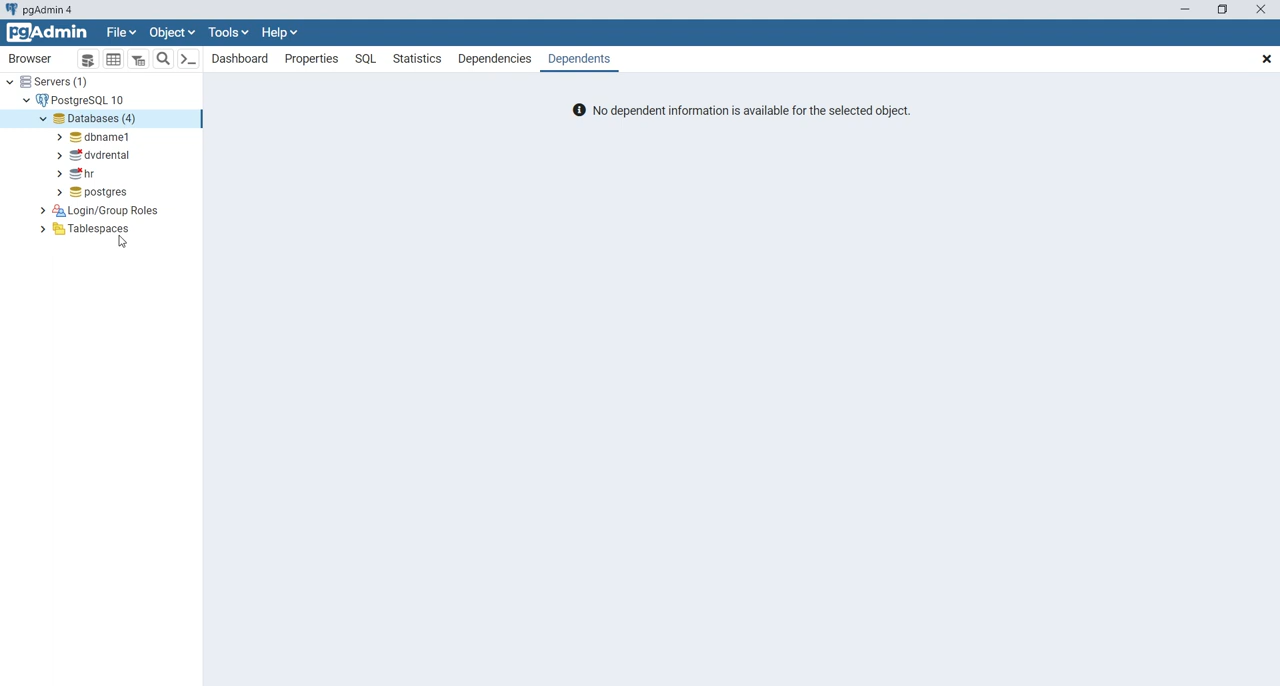 pgAdmin 4
pgAdmin File Object Tools Help
Browser Dashboard Properties SQL Statistics Dependencies Dependents
Servers (1)
PostgreSQL 10
No dependent information is available for the selected object.
Databases (4)
dbname1
dvdrental
hr
postgres
Login/Group Roles
Tablespaces